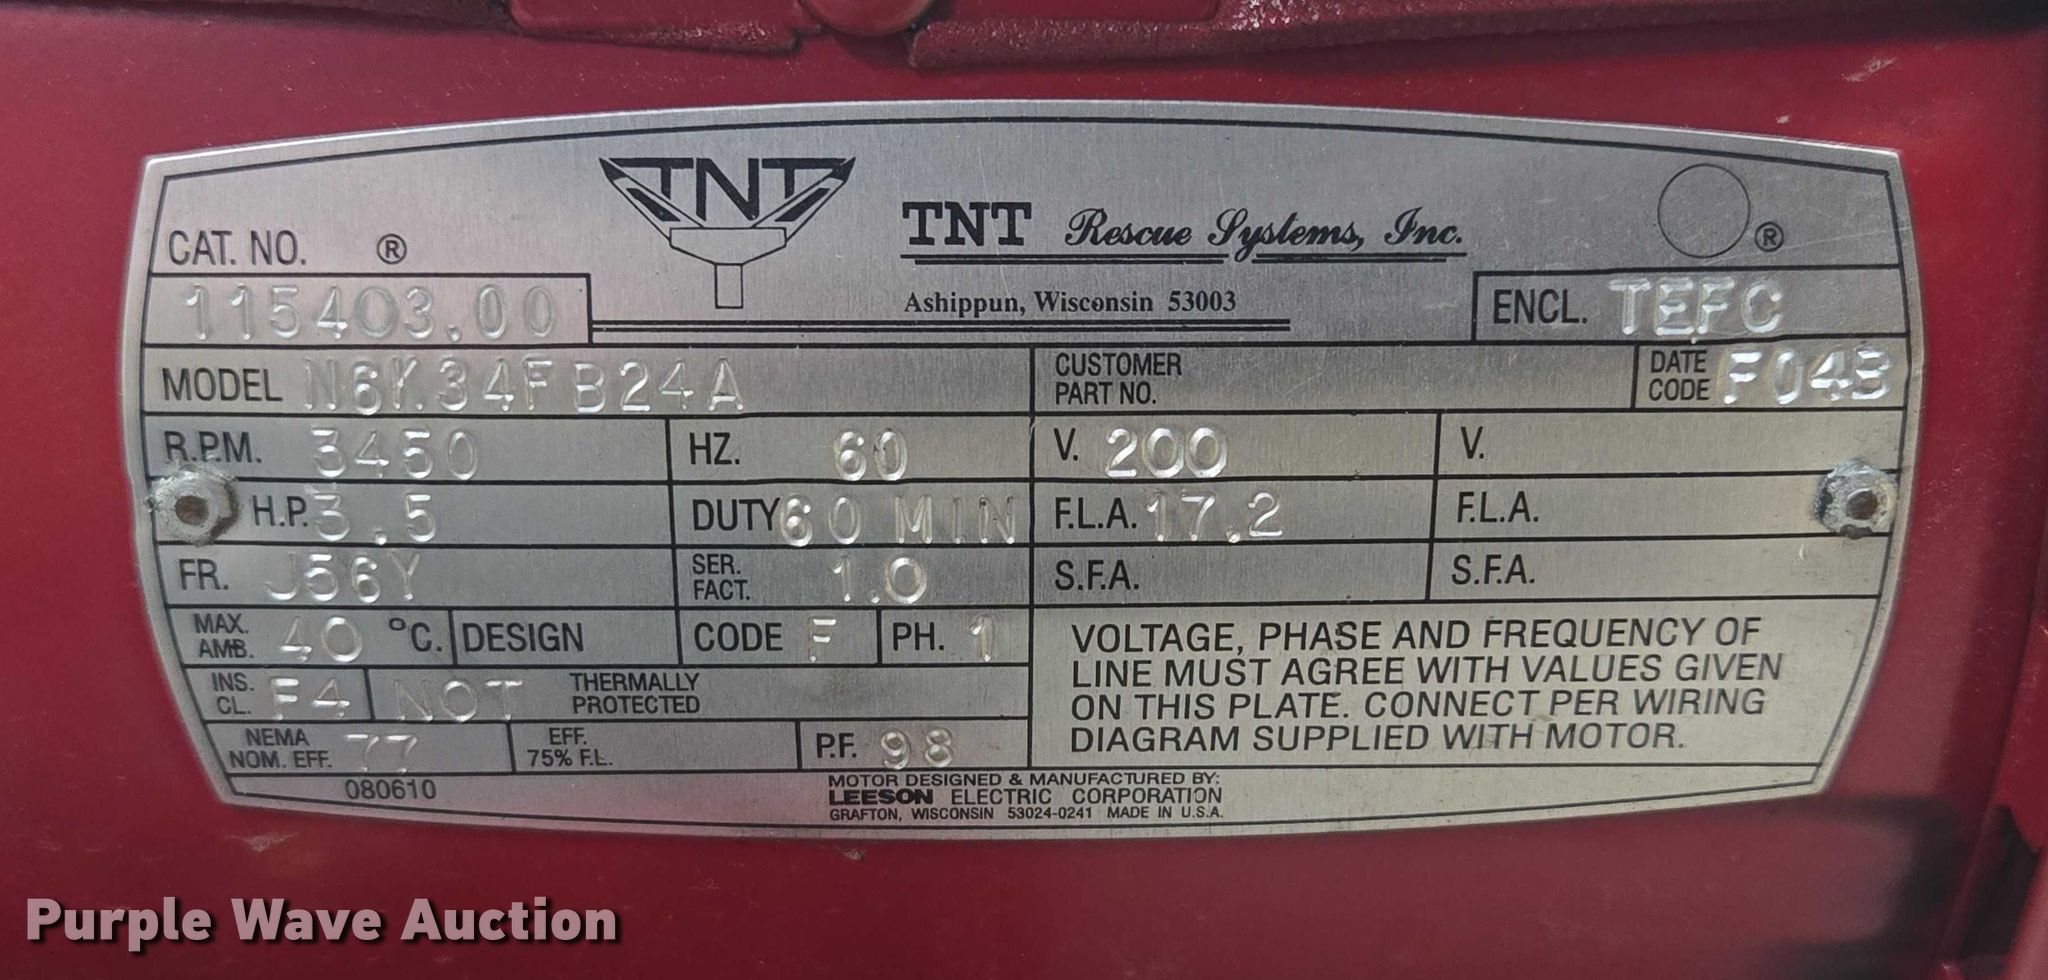 TNT
TNT Rescue Systems, Inc.
®
CAT. NO. ®
115403.00
Ashippun, Wisconsin 53003
ENCL. TEFC
MODEL N6K34FB24A
CUSTOMER PART NO.
DATE CODE F04B
R.P.M. 3450
HZ. 60
V. 200
V.
H.P. 3.5
DUTY 60 MIN
F.L.A. 17.2
F.L.A.
FR. J56Y
SER. FACT. 1.0
S.F.A.
S.F.A.
MAX. AMB. 40 °C.
DESIGN
CODE F
PH. 1
INS. CL. F4
NOT THERMALLY PROTECTED
NEMA NOM. EFF. 77
EFF. 75% F.L.
P.F. 98
VOLTAGE, PHASE AND FREQUENCY OF
LINE MUST AGREE WITH VALUES GIVEN
ON THIS PLATE. CONNECT PER WIRING
DIAGRAM SUPPLIED WITH MOTOR.
080610
MOTOR DESIGNED & MANUFACTURED BY:
LEESON ELECTRIC CORPORATION
GRAFTON, WISCONSIN 53024-0241 MADE IN U.S.A.
Purple Wave Auction